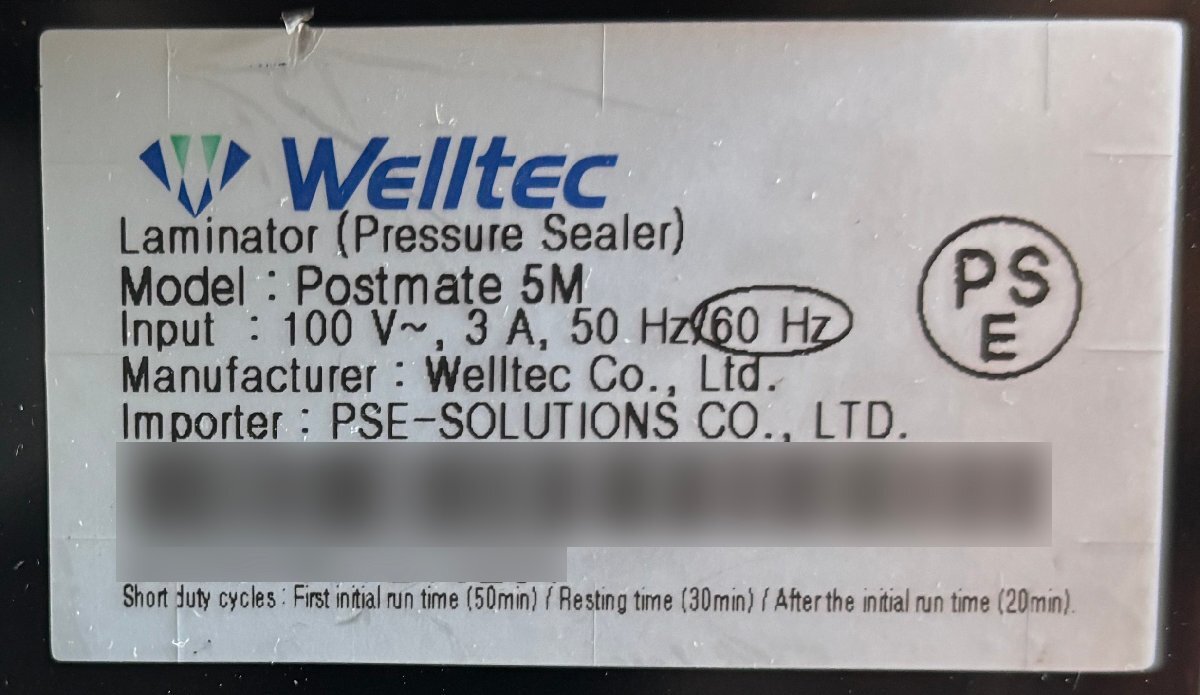 Welltec
Laminator (Pressure Sealer)
Model : Postmate 5M
Input : 100 V~, 3 A, 50 Hz/60 Hz
Manufacturer : Welltec Co., Ltd.
Importer : PSE-SOLUTIONS CO., LTD.
PS
E
Short duty cycles : First initial run time (50min) / Resting time (30min) / After the initial run time (20min).